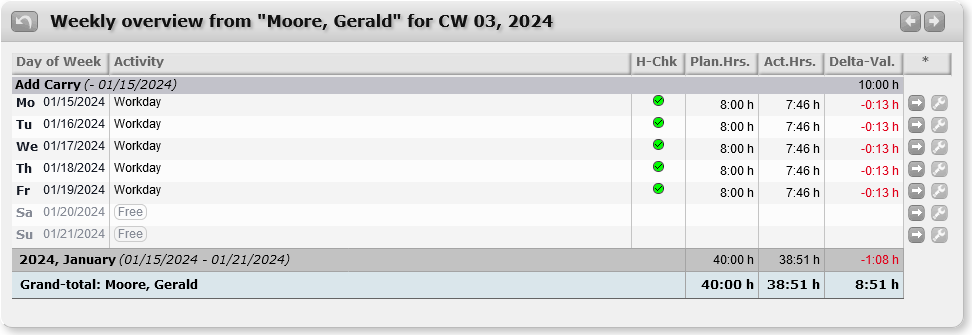 Weekly overview from "Moore, Gerald" for CW 03, 2024
Day of Week Activity H-Chk Plan.Hrs. Act.Hrs. Delta-Val. *
Add Carry (- 01/15/2024) 10:00 h
Mo 01/15/2024 Workday 8:00 h 7:46 h -0:13 h
Tu 01/16/2024 Workday 8:00 h 7:46 h -0:13 h
We 01/17/2024 Workday 8:00 h 7:46 h -0:13 h
Th 01/18/2024 Workday 8:00 h 7:46 h -0:13 h
Fr 01/19/2024 Workday 8:00 h 7:46 h -0:13 h
Sa 01/20/2024 Free
Su 01/21/2024 Free
2024, January (01/15/2024 - 01/21/2024) 40:00 h 38:51 h -1:08 h
Grand-total: Moore, Gerald 40:00 h 38:51 h 8:51 h